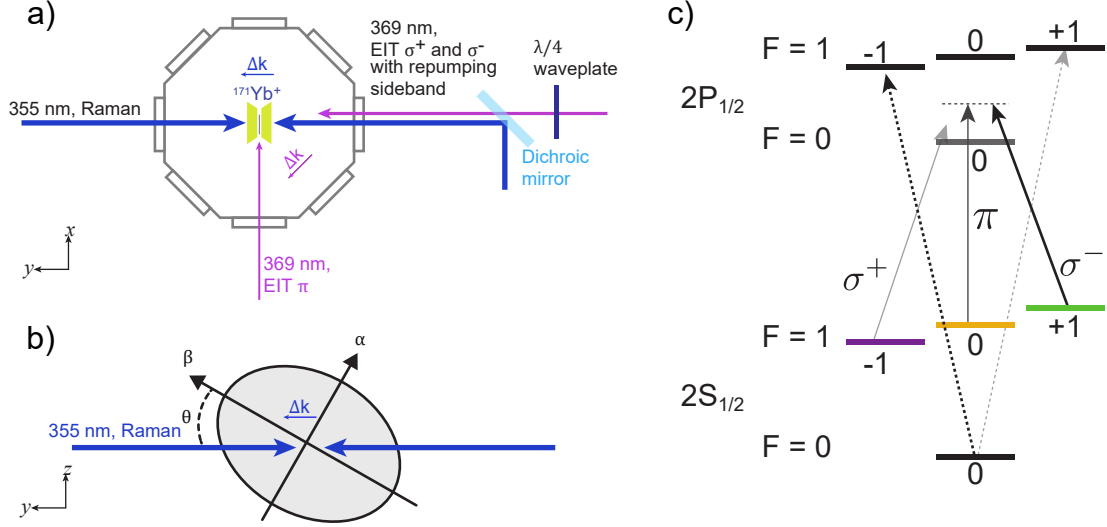 a)
369 nm,
EIT σ⁺ and σ⁻
with repumping
sideband
λ/4
waveplate
Δk
¹⁷¹Yb⁺
355 nm, Raman
Δk
Dichroic
mirror
x
y
369 nm,
EIT π
b)
β
α
θ
Δk
355 nm, Raman
z
y
c)
F = 1
-1
0
+1
2P₁/₂
F = 0
0
π
σ⁺
σ⁻
F = 1
-1
0
+1
2S₁/₂
F = 0
0